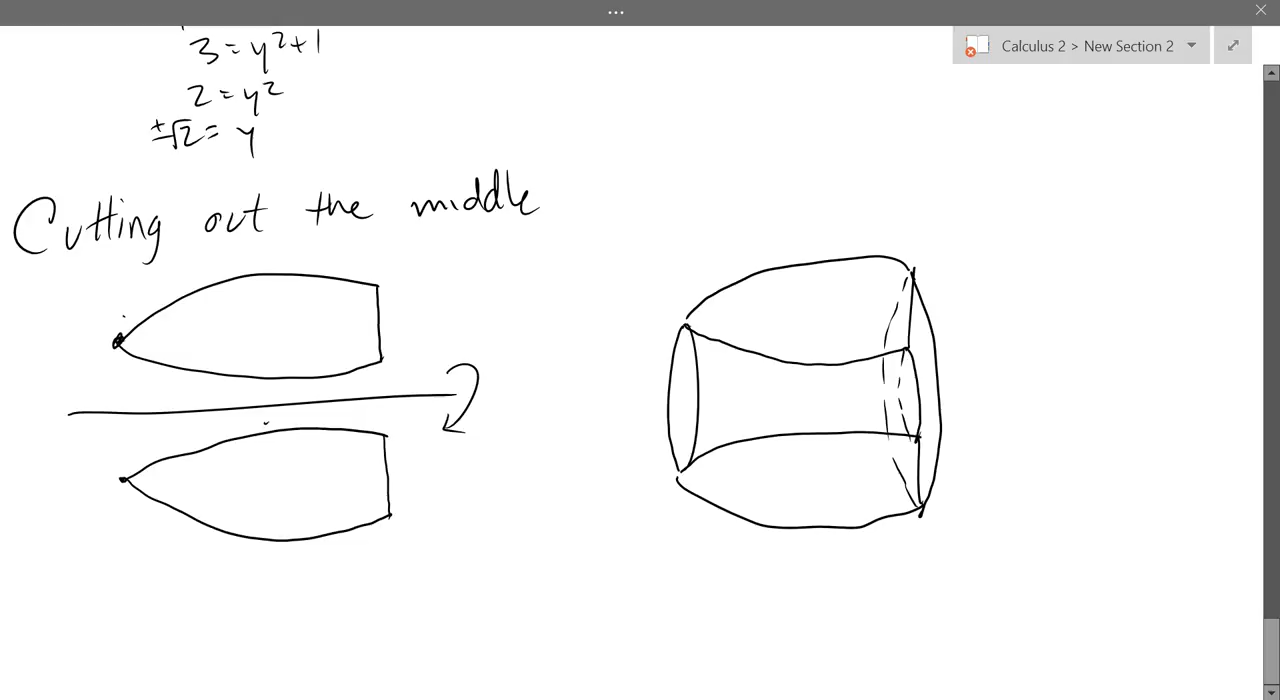 3 = y²+1
2 = y²
±√2 = y
Cutting out the middle
Calculus 2 > New Section 2